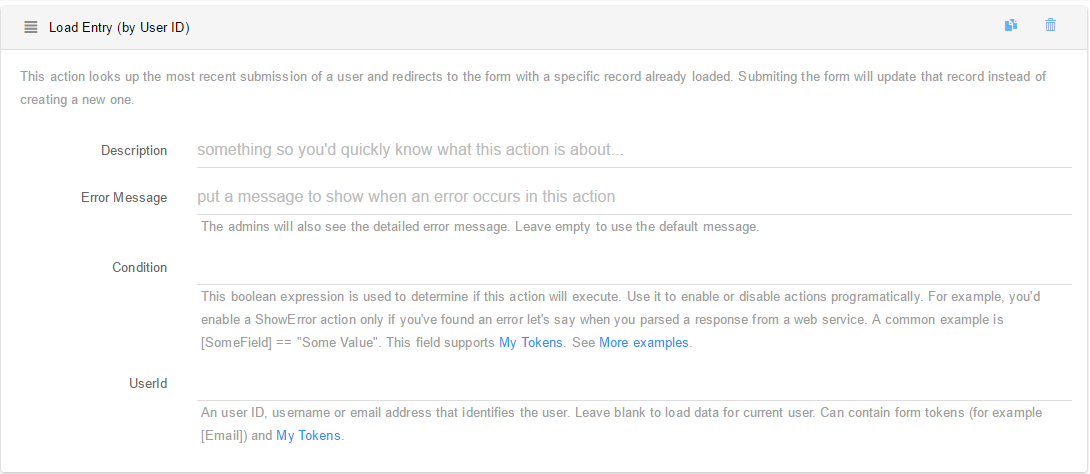 Load Entry (by User ID)
This action looks up the most recent submission of a user and redirects to the form with a specific record already loaded. Submiting the form will update that record instead of
creating a new one.
Description
something so you'd quickly know what this action is about...
Error Message
put a message to show when an error occurs in this action
The admins will also see the detailed error message. Leave empty to use the default message.
Condition
This boolean expression is used to determine if this action will execute. Use it to enable or disable actions programatically. For example, you'd
enable a ShowError action only if you've found an error let's say when you parsed a response from a web service. A common example is
[SomeField] == "Some Value". This field supports My Tokens. See More examples.
UserId
An user ID, username or email address that identifies the user. Leave blank to load data for current user. Can contain form tokens (for example
[Email]) and My Tokens.